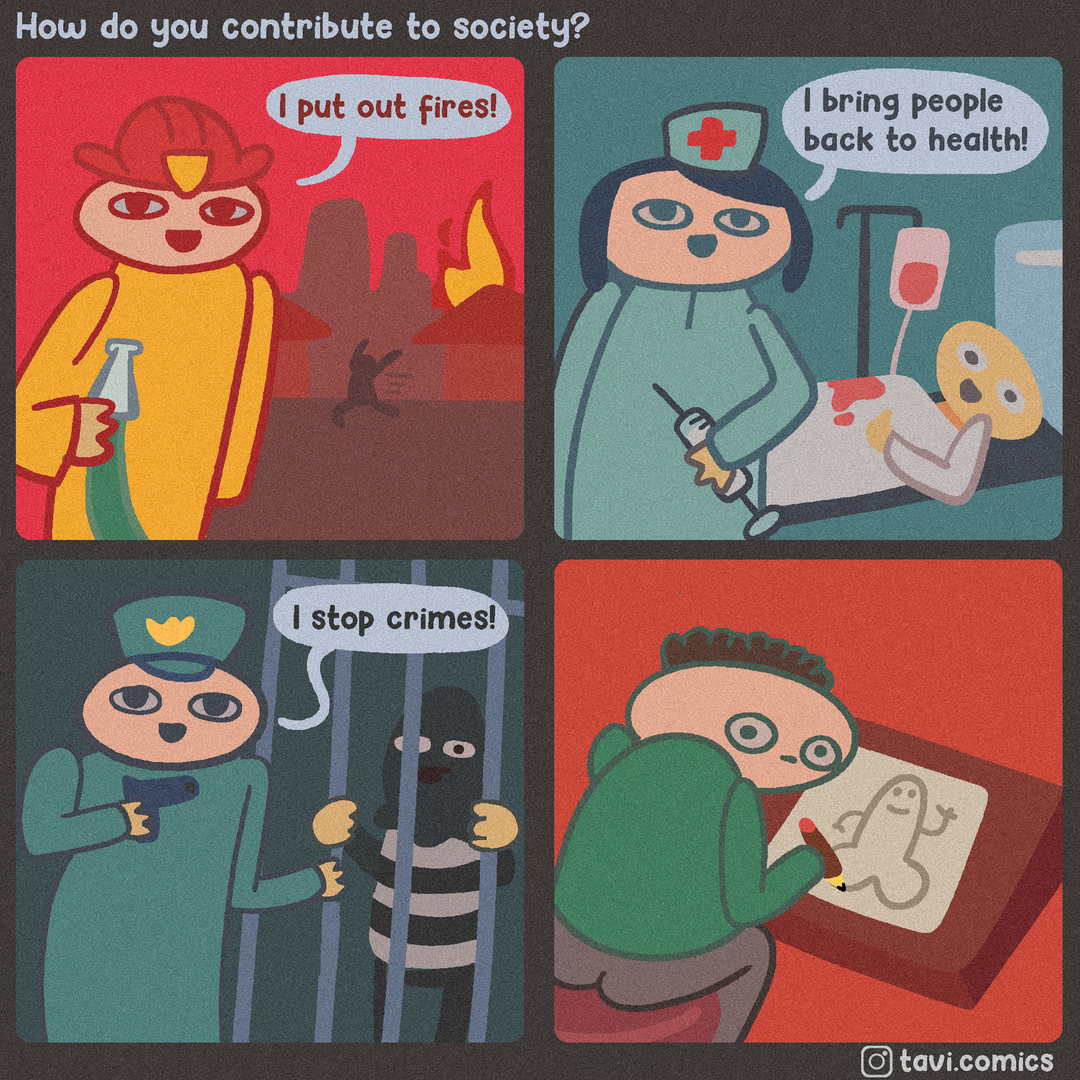 How do you contribute to society?
I put out fires!
I bring people
back to health!
I stop crimes!
tavi.comics